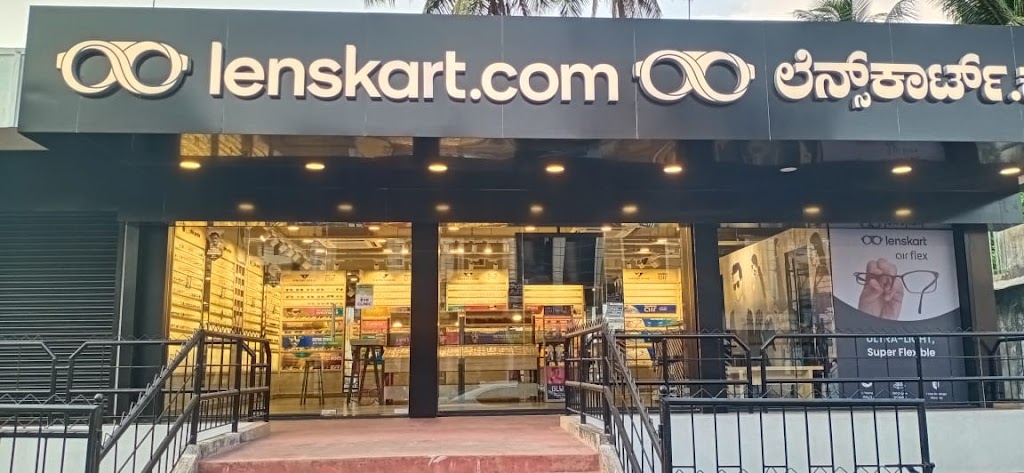 lenskart.com ಲೆನ್ಸ್‌ಕಾರ್ಟ್.
lenskart
air flex
ULTRA-LIGHT,
Super Flexible